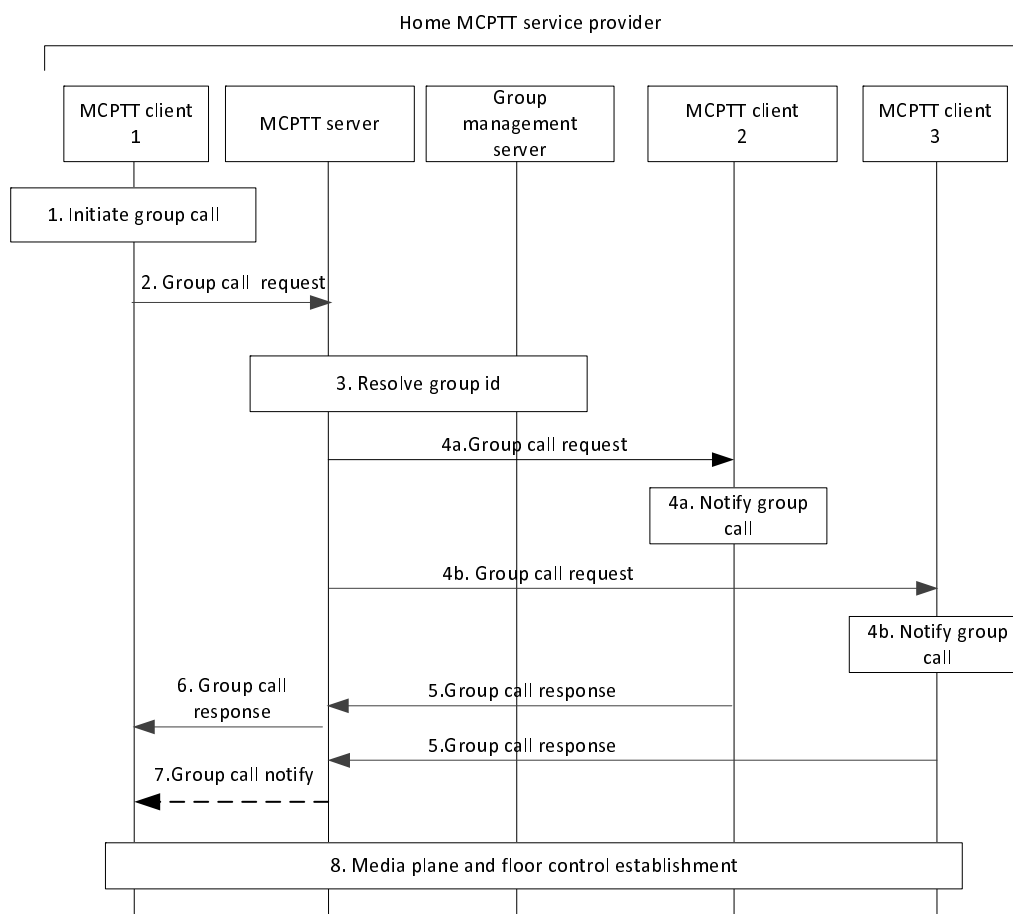 Home MCPTT service provider
MCPTT client
1
MCPTT server
Group
management
server
MCPTT client
2
MCPTT client
3
1. Initiate group call
2. Group call  request
3. Resolve group id
4a.Group call request
4a. Notify group
call
4b. Group call request
4b. Notify group
call
6. Group call
response
5.Group call response
5.Group call response
7.Group call notify
8. Media plane and floor control establishment